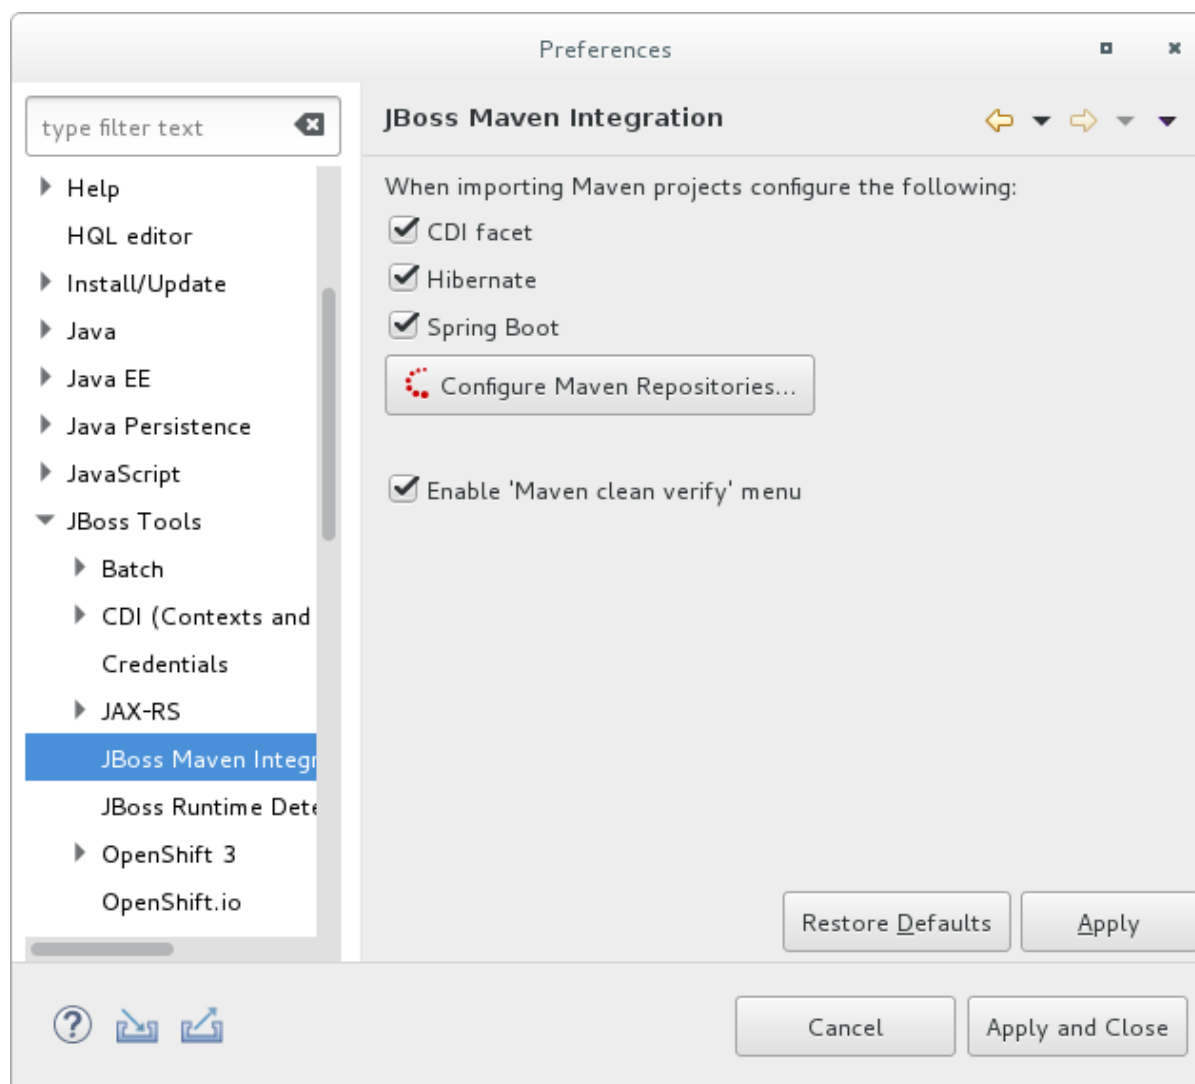 Preferences
type filter text
Help
HQL editor
Install/Update
Java
Java EE
Java Persistence
JavaScript
JBoss Tools
Batch
CDI (Contexts and
Credentials
JAX-RS
JBoss Maven Integr
JBoss Runtime Dete
OpenShift 3
OpenShift.io
JBoss Maven Integration
When importing Maven projects configure the following:
CDI facet
Hibernate
Spring Boot
Configure Maven Repositories...
Enable 'Maven clean verify' menu
Restore Defaults
Apply
?
Cancel
Apply and Close